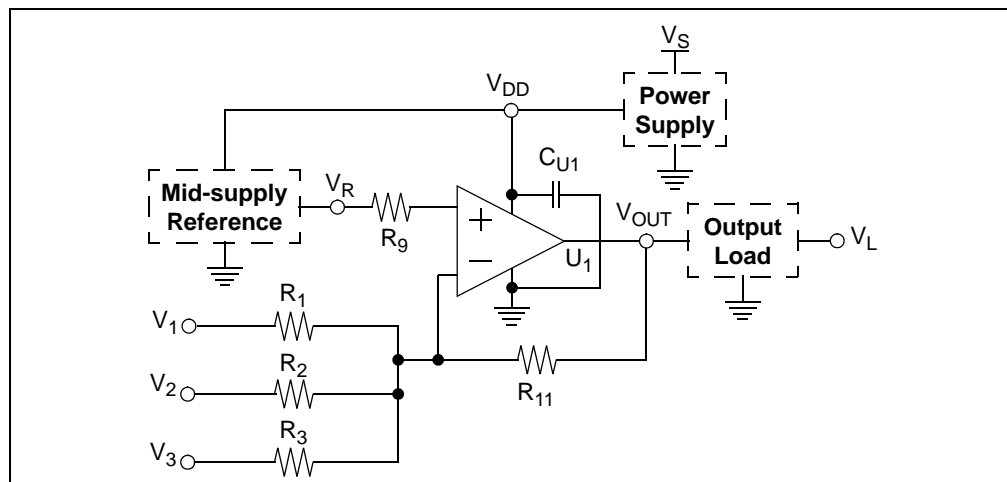 V_S
V_DD
Power
Supply
C_U1
Mid-supply
Reference
V_R
R_9
+
−
U_1
V_OUT
Output
Load
V_L
V_1
R_1
V_2
R_2
R_11
V_3
R_3